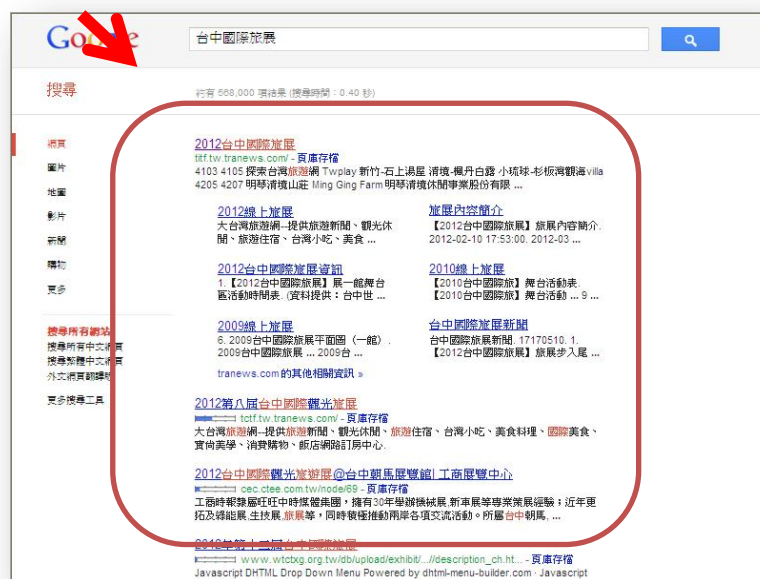 Google
台中國際旅展
搜尋
約有 568,000 項結果 (搜尋時間：0.40 秒)
網頁
圖片
地圖
影片
新聞
購物
更多
搜尋所有網站
搜尋所有中文網頁
搜尋繁體中文網頁
外文網頁翻譯
更多搜尋工具
2012台中國際旅展
titf.tw.tranews.com/ - 頁庫存檔
4103 4105 探索台灣旅遊網 Twplay 新竹-石上湯屋 清境-楓丹白露 小琉球-杉板灣觀海villa
4205 4207 明琴清境山莊 Ming Ging Farm 明琴清境休閒事業股份有限 ...
2012線上旅展
大台灣旅遊網--提供旅遊新聞、觀光休
閒、旅遊住宿、台灣小吃、美食 ...
旅展內容簡介
【2012台中國際旅展】旅展內容簡介.
2012-02-10 17:53:00. 2012-03 ...
2012台中國際旅展資訊
1. 【2012台中國際旅展】展一館舞台
區活動時間表. (資料提供：台中世 ...
2010線上旅展
【2010台中國際旅】舞台活動表.
【2010台中國際旅】舞台活動 ... 9 ...
2009線上旅展
6. 2009台中國際旅展平面圖（一館）.
2009台中國際旅展 ... 2009台 ...
台中國際旅展新聞
台中國際旅展新聞. 17170510. 1.
【2012台中國際旅展】旅展步入尾 ...
tranews.com 的其他相關資訊 »
2012第八屆台中國際觀光旅展
tctf.tw.tranews.com/ - 頁庫存檔
大台灣旅遊網--提供旅遊新聞、觀光休閒、旅遊住宿、台灣小吃、美食料理、國際美食、
賞尚美學、消費購物、飯店網路訂房中心.
2012台中國際觀光旅遊展@台中朝馬展覽館| 工商展覽中心
cec.ctee.com.tw/node/69 - 頁庫存檔
工商時報隸屬旺旺中時媒體集團，擁有30年舉辦機械展,新車展等專業策展經驗；近年更
拓及綠能展,生技展,旅展等，同時積極推動兩岸各項交流活動。所屬台中朝馬, ...
www.wtctxg.org.tw/db/upload/exhibit/...//description_ch.ht... - 頁庫存檔
Javascript DHTML Drop Down Menu Powered by dhtml-menu-builder.com · Javascript